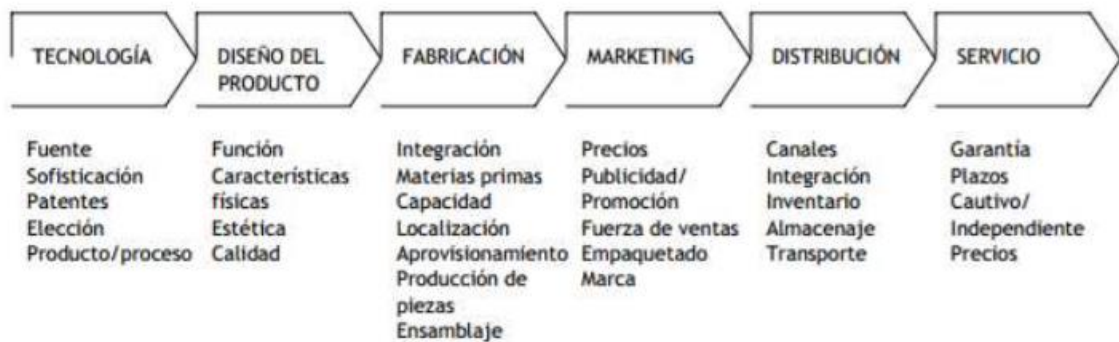 TECNOLOGÍA
DISEÑO DEL
PRODUCTO
FABRICACIÓN
MARKETING
DISTRIBUCIÓN
SERVICIO
Fuente
Sofisticación
Patentes
Elección
Producto/proceso
Función
Características
físicas
Estética
Calidad
Integración
Materias primas
Capacidad
Localización
Aprovisionamiento
Producción de
piezas
Ensamblaje
Precios
Publicidad/
Promoción
Fuerza de ventas
Empaquetado
Marca
Canales
Integración
Inventario
Almacenaje
Transporte
Garantía
Plazos
Cautivo/
Independiente
Precios